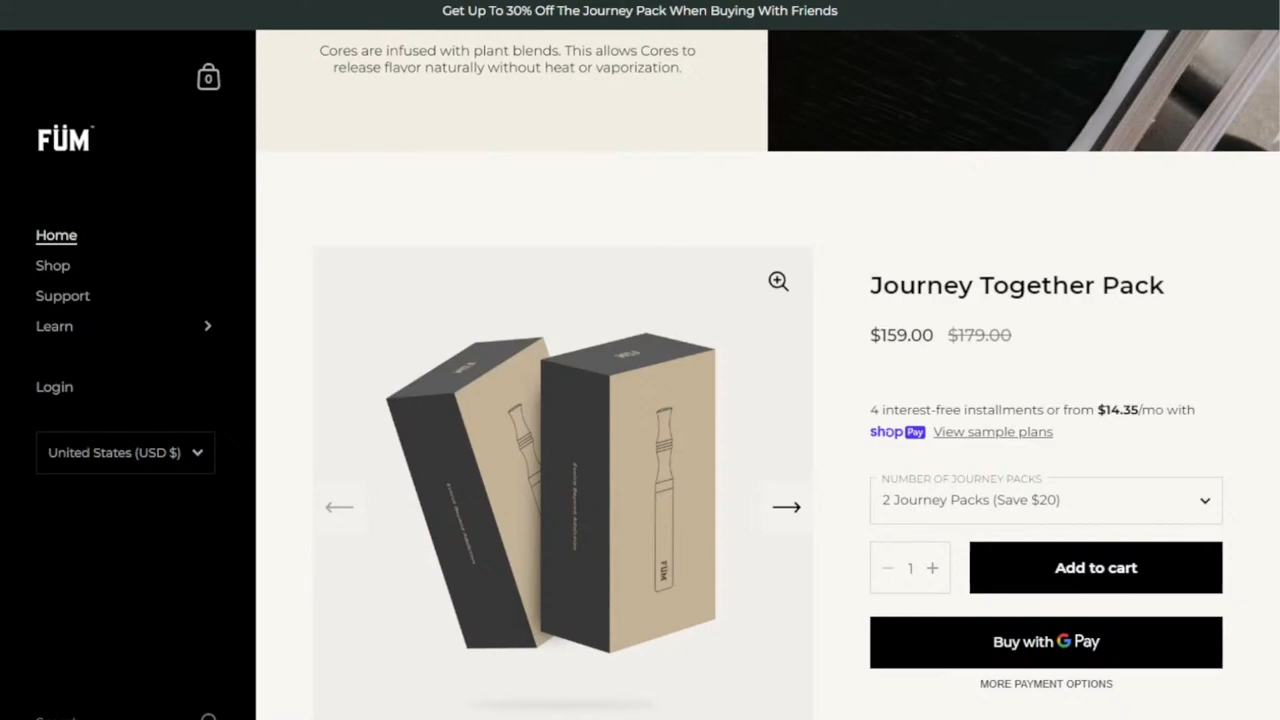 Get Up To 30% Off The Journey Pack When Buying With Friends
0
FÜM
Home
Shop
Support
Learn
Login
United States (USD $)
Cores are infused with plant blends. This allows Cores to
release flavor naturally without heat or vaporization.
FÜM
FÜM
FÜM
Journey Together Pack
$159.00 $179.00
4 interest-free installments or from $14.35/mo with
shop Pay View sample plans
NUMBER OF JOURNEY PACKS
2 Journey Packs (Save $20)
1
Add to cart
Buy with G Pay
MORE PAYMENT OPTIONS